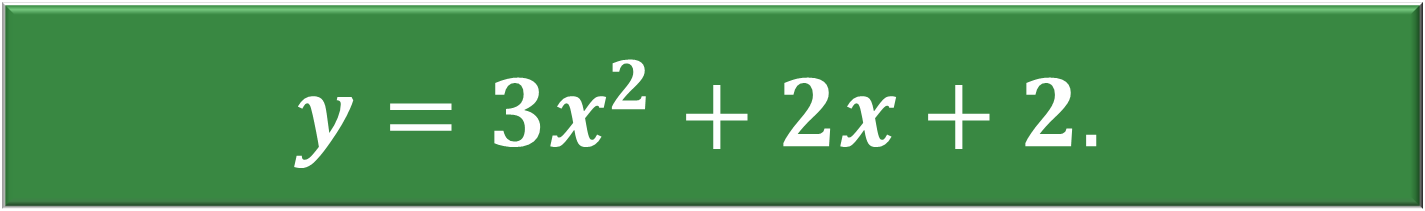 y = 3x² + 2x + 2.